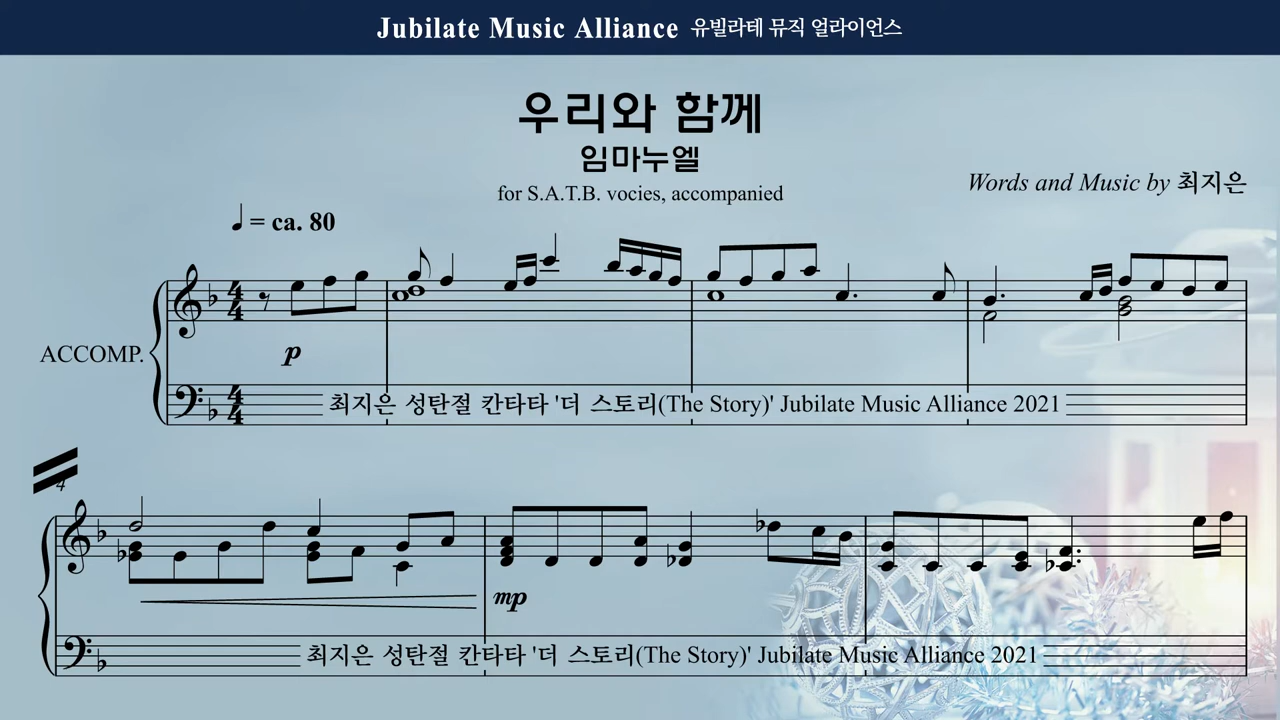 Jubilate Music Alliance 유빌라테 뮤직 얼라이언스
우리와 함께
임마누엘
for S.A.T.B. vocies, accompanied
Words and Music by 최지은
= ca. 80
ACCOMP.
p
최지은 성탄절 칸타타 '더 스토리(The Story)' Jubilate Music Alliance 2021
4
mp
최지은 성탄절 칸타타 '더 스토리(The Story)' Jubilate Music Alliance 2021